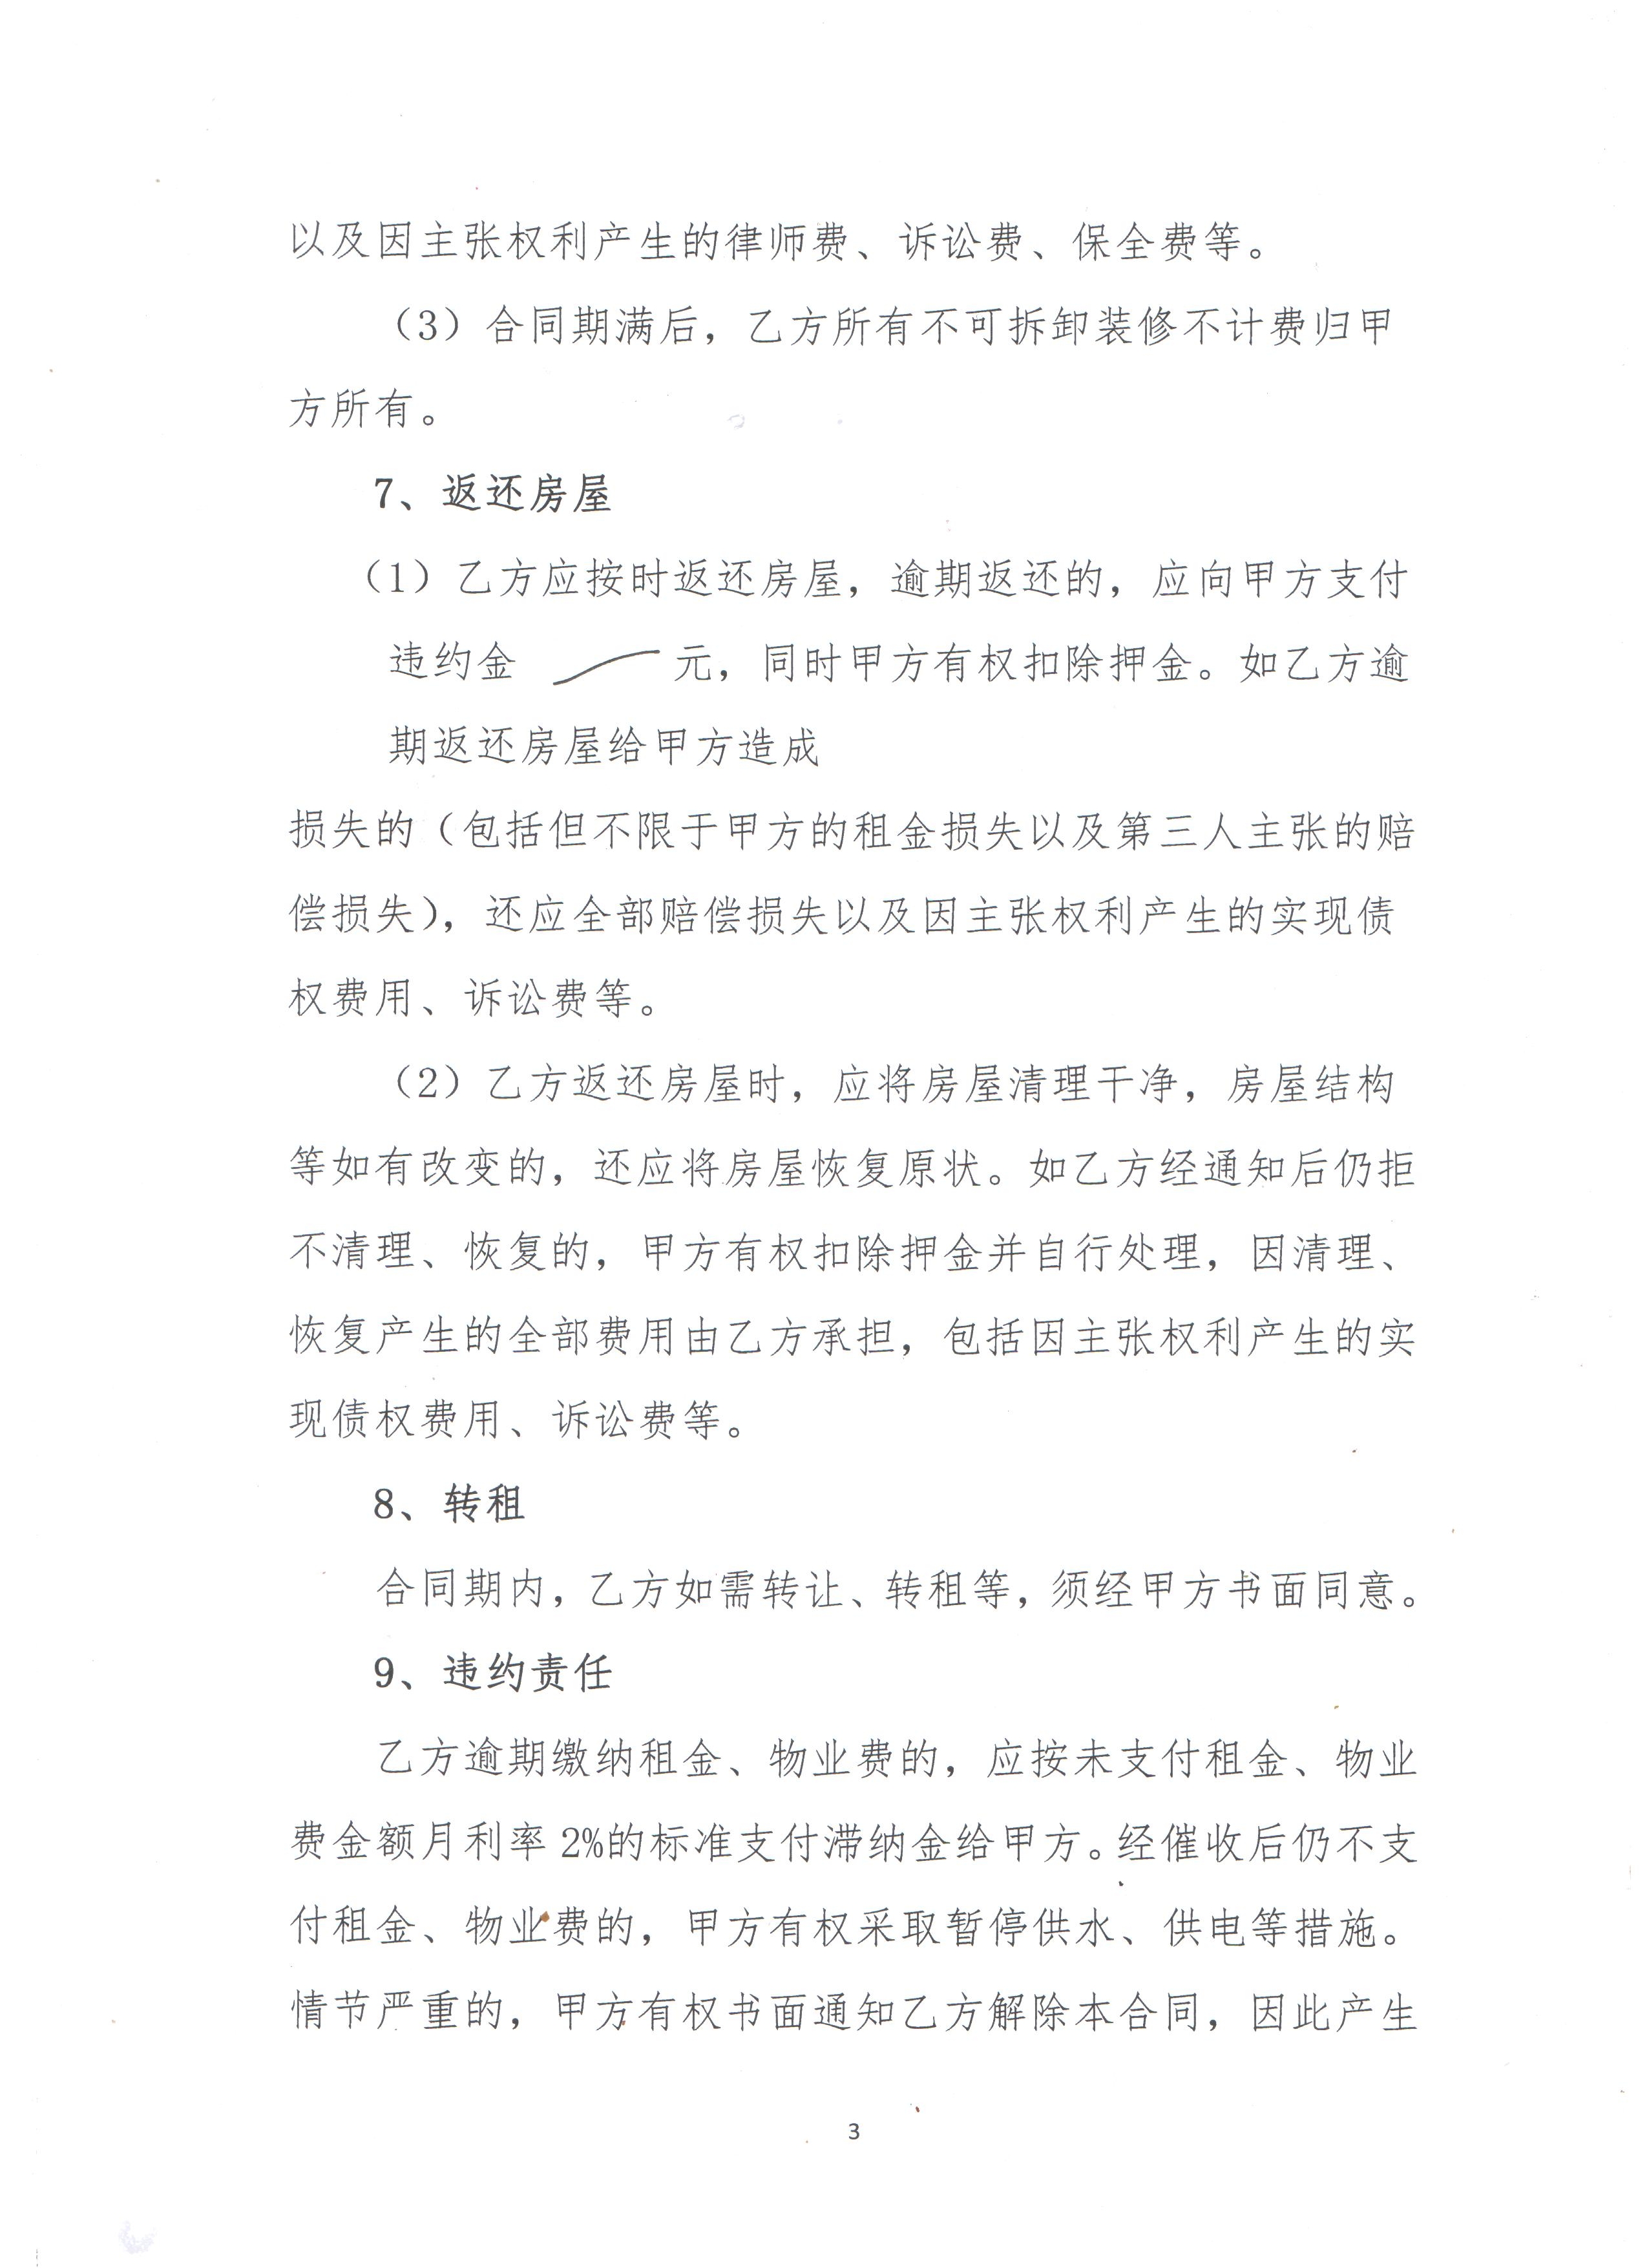 以及因主张权利产生的律师费、诉讼费、保全费等。
（3）合同期满后，乙方所有不可拆卸装修不计费归甲
方所有。
7、返还房屋
（1）乙方应按时返还房屋，逾期返还的，应向甲方支付
违约金 元，同时甲方有权扣除押金。如乙方逾
期返还房屋给甲方造成
损失的（包括但不限于甲方的租金损失以及第三人主张的赔
偿损失），还应全部赔偿损失以及因主张权利产生的实现债
权费用、诉讼费等。
（2）乙方返还房屋时，应将房屋清理干净，房屋结构
等如有改变的，还应将房屋恢复原状。如乙方经通知后仍拒
不清理、恢复的，甲方有权扣除押金并自行处理，因清理、
恢复产生的全部费用由乙方承担，包括因主张权利产生的实
现债权费用、诉讼费等。
8、转租
合同期内，乙方如需转让、转租等，须经甲方书面同意。
9、违约责任
乙方逾期缴纳租金、物业费的，应按未支付租金、物业
费金额月利率2%的标准支付滞纳金给甲方。经催收后仍不支
付租金、物业费的，甲方有权采取暂停供水、供电等措施。
情节严重的，甲方有权书面通知乙方解除本合同，因此产生
3